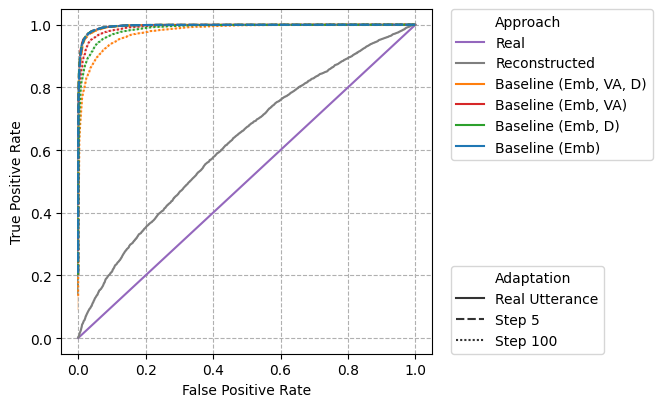 1.0
0.8
0.6
0.4
0.2
0.0
True Positive Rate
0.0 0.2 0.4 0.6 0.8 1.0
False Positive Rate
Approach
Real
Reconstructed
Baseline (Emb, VA, D)
Baseline (Emb, VA)
Baseline (Emb, D)
Baseline (Emb)
Adaptation
Real Utterance
Step 5
Step 100